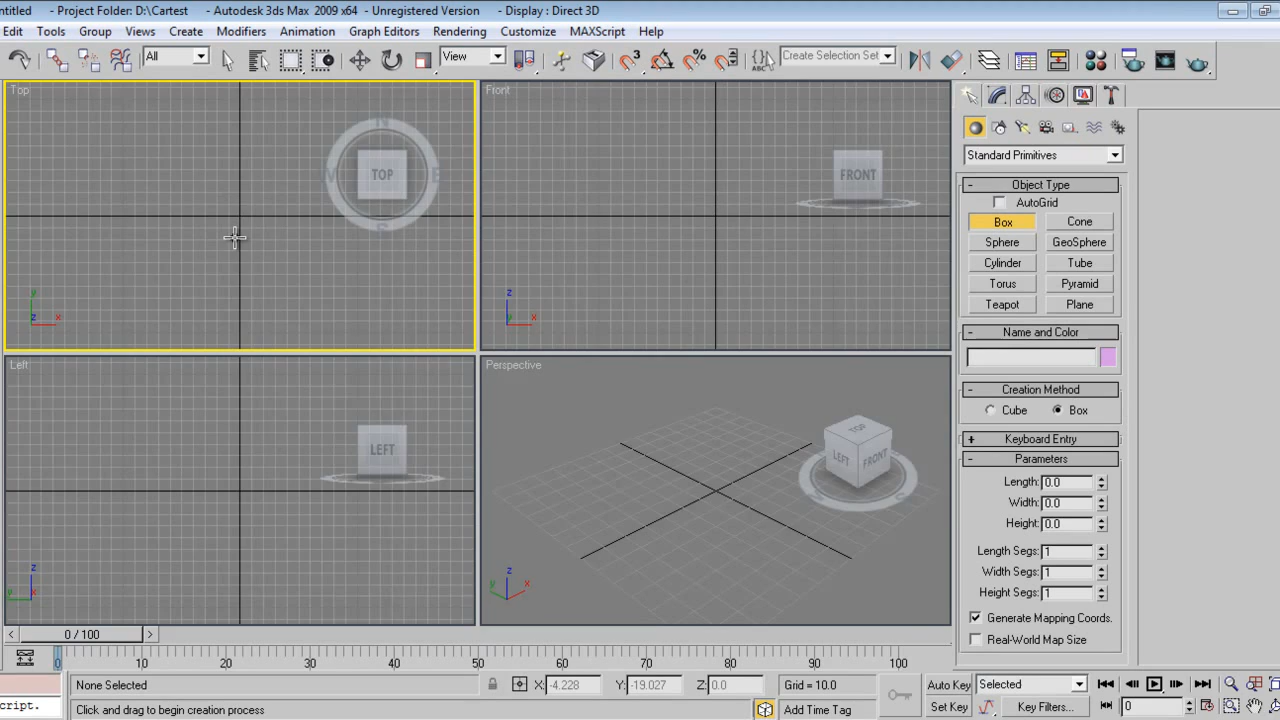 ntitled - Project Folder: D:\Cartest - Autodesk 3ds Max 2009 x64 - Unregistered Version - Display : Direct 3D
Edit Tools Group Views Create Modifiers Animation Graph Editors Rendering Customize MAXScript Help
All View Create Selection Set
Top
N
TOP
E
S
Front
FRONT
y
z x
z
y x
Left
LEFT
z
y x
Perspective
TOP
LEFT FRONT
z
y x
Standard Primitives
- Object Type
AutoGrid
Box Cone
Sphere GeoSphere
Cylinder Tube
Torus Pyramid
Teapot Plane
- Name and Color
- Creation Method
Cube Box
+ Keyboard Entry
- Parameters
Length: 0.0
Width: 0.0
Height: 0.0
Length Segs: 1
Width Segs: 1
Height Segs: 1
Generate Mapping Coords.
Real-World Map Size
< 0 / 100 >
0 10 20 30 40 50 60 70 80 90 100
None Selected X: -4.228 Y: -19.027 Z: 0.0 Grid = 10.0 Auto Key Selected
script. Click and drag to begin creation process Add Time Tag Set Key Key Filters... 0